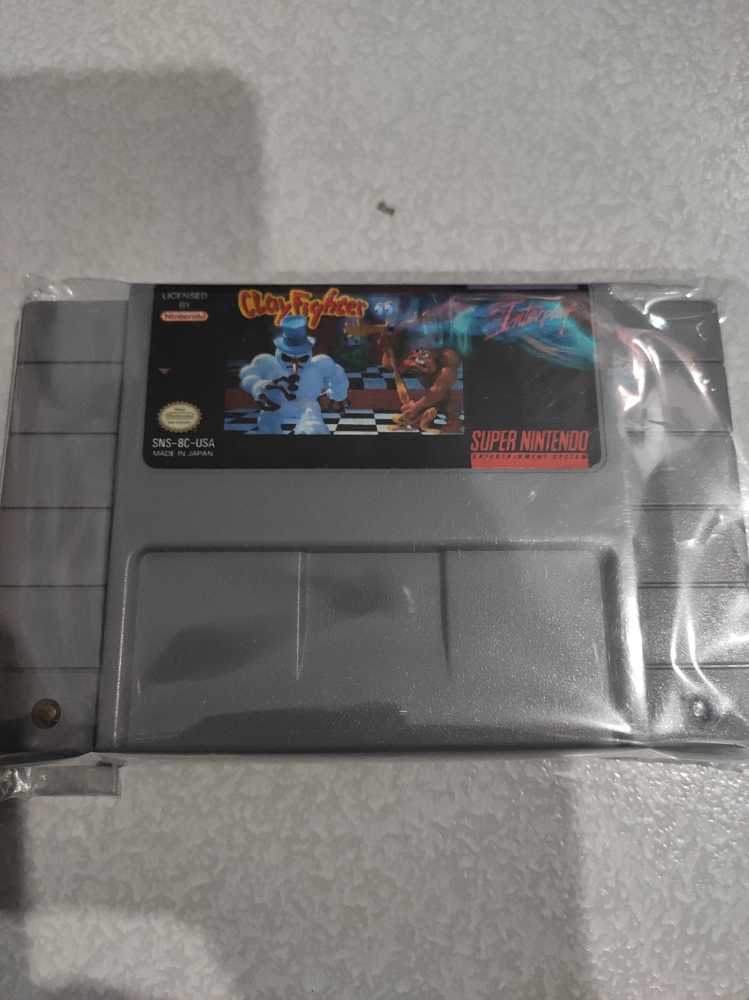 LICENSED
BY
Nintendo
ClayFighter
Interplay
SNS-8C-USA
MADE IN JAPAN
SUPER NINTENDO
ENTERTAINMENT SYSTEM